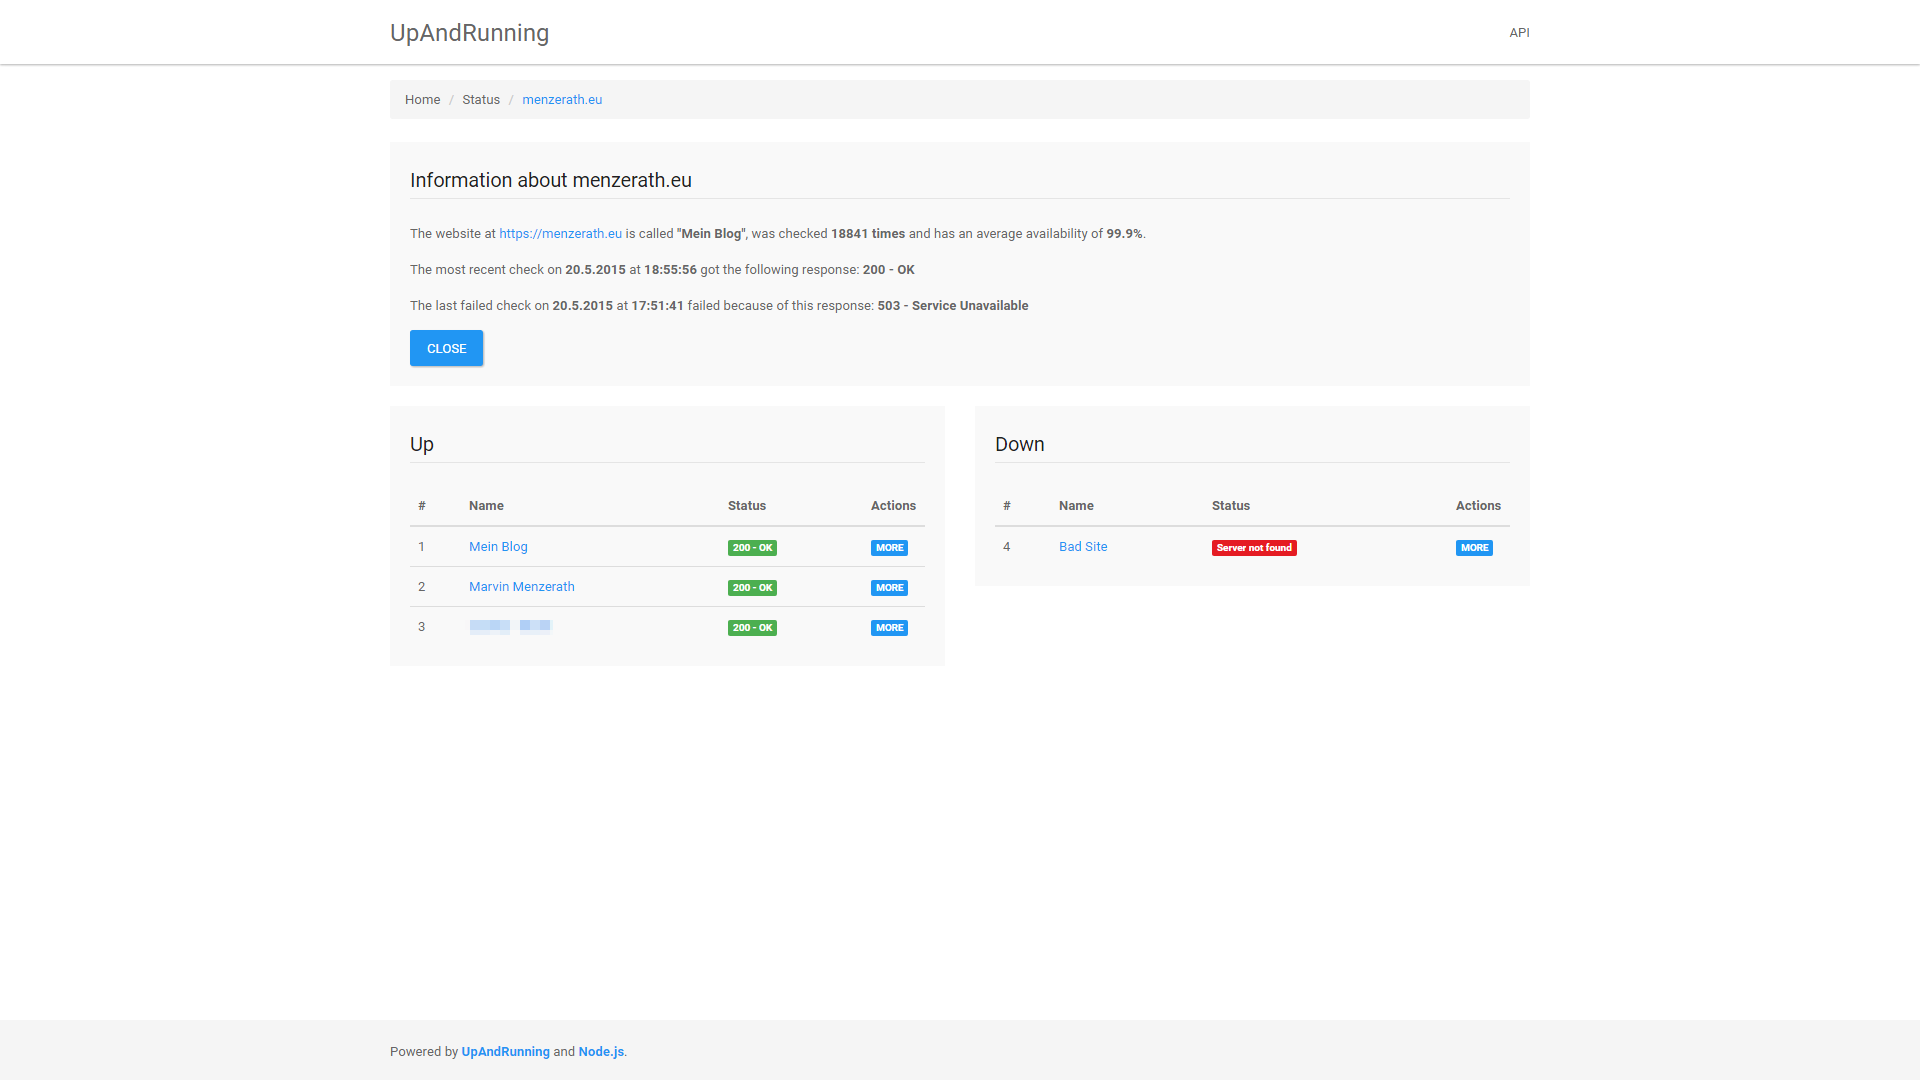 UpAndRunning
API
Home / Status / menzerath.eu
Information about menzerath.eu
The website at https://menzerath.eu is called "Mein Blog", was checked 18841 times and has an average availability of 99.9%.
The most recent check on 20.5.2015 at 18:55:56 got the following response: 200 - OK
The last failed check on 20.5.2015 at 17:51:41 failed because of this response: 503 - Service Unavailable
CLOSE
Up
# Name Status Actions
1 Mein Blog 200 - OK MORE
2 Marvin Menzerath 200 - OK MORE
3 200 - OK MORE
Down
# Name Status Actions
4 Bad Site Server not found MORE
Powered by UpAndRunning and Node.js.